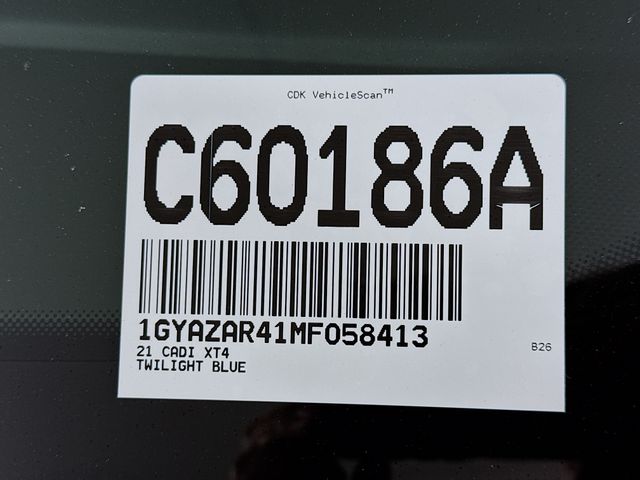 CDK VehicleScan™
C60186A
1GYAZAR41MF058413
21 CADI XT4
TWILIGHT BLUE
B26